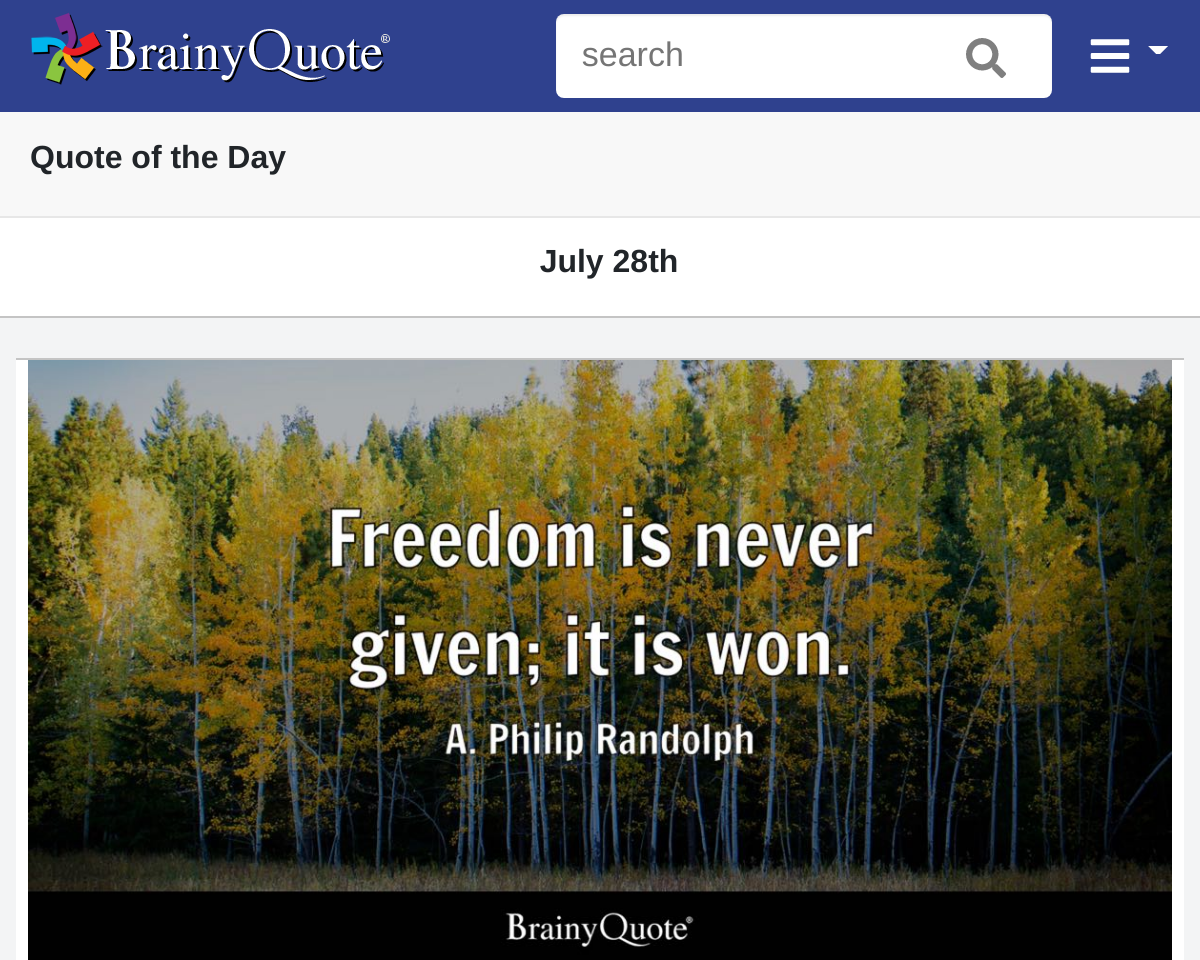 BrainyQuote®
search
Quote of the Day
July 28th
Freedom is never
given; it is won.
A. Philip Randolph
BrainyQuote®